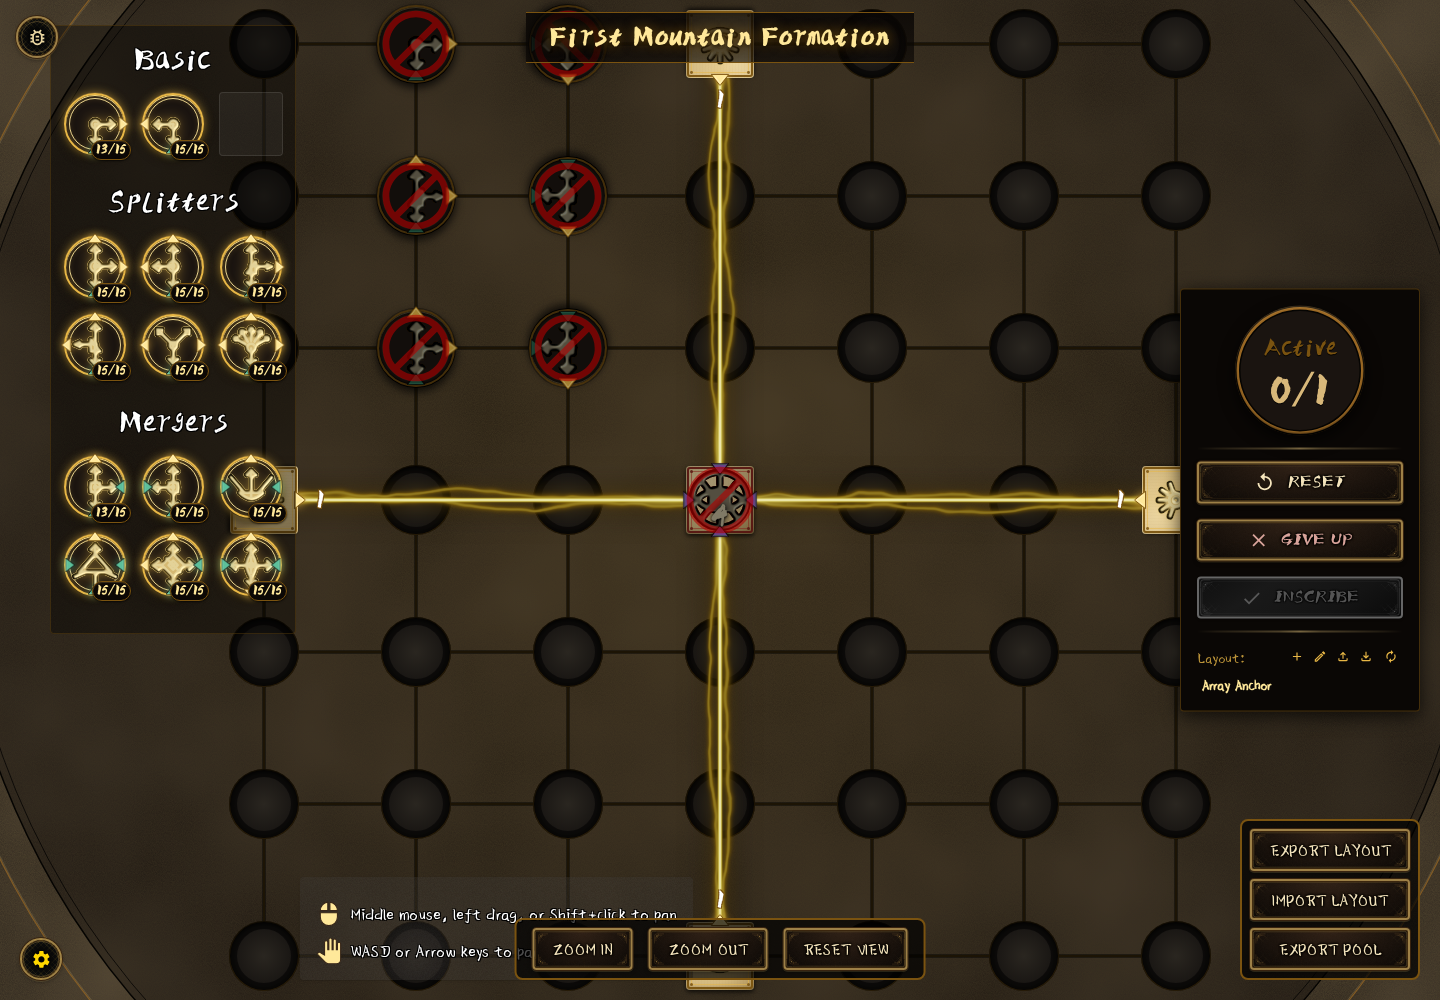 First Mountain Formation
Basic
13/15
15/15
Splitters
15/15
15/15
13/15
15/15
15/15
15/15
Mergers
13/15
15/15
15/15
15/15
15/15
15/15
Active
0/1
RESET
GIVE UP
INSCRIBE
Layout:
Array Anchor
EXPORT LAYOUT
IMPORT LAYOUT
EXPORT POOL
Middle mouse, left drag, or Shift+click to pan
WASD or Arrow keys to
ZOOM IN
ZOOM OUT
RESET VIEW